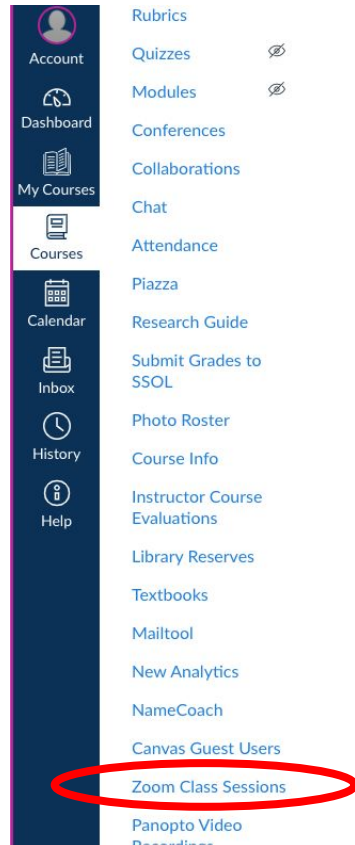 Account
Dashboard
My Courses
Courses
Calendar
Inbox
History
Help
Rubrics
Quizzes
Modules
Conferences
Collaborations
Chat
Attendance
Piazza
Research Guide
Submit Grades to
SSOL
Photo Roster
Course Info
Instructor Course
Evaluations
Library Reserves
Textbooks
Mailtool
New Analytics
NameCoach
Canvas Guest Users
Zoom Class Sessions
Panopto Video
Recordings